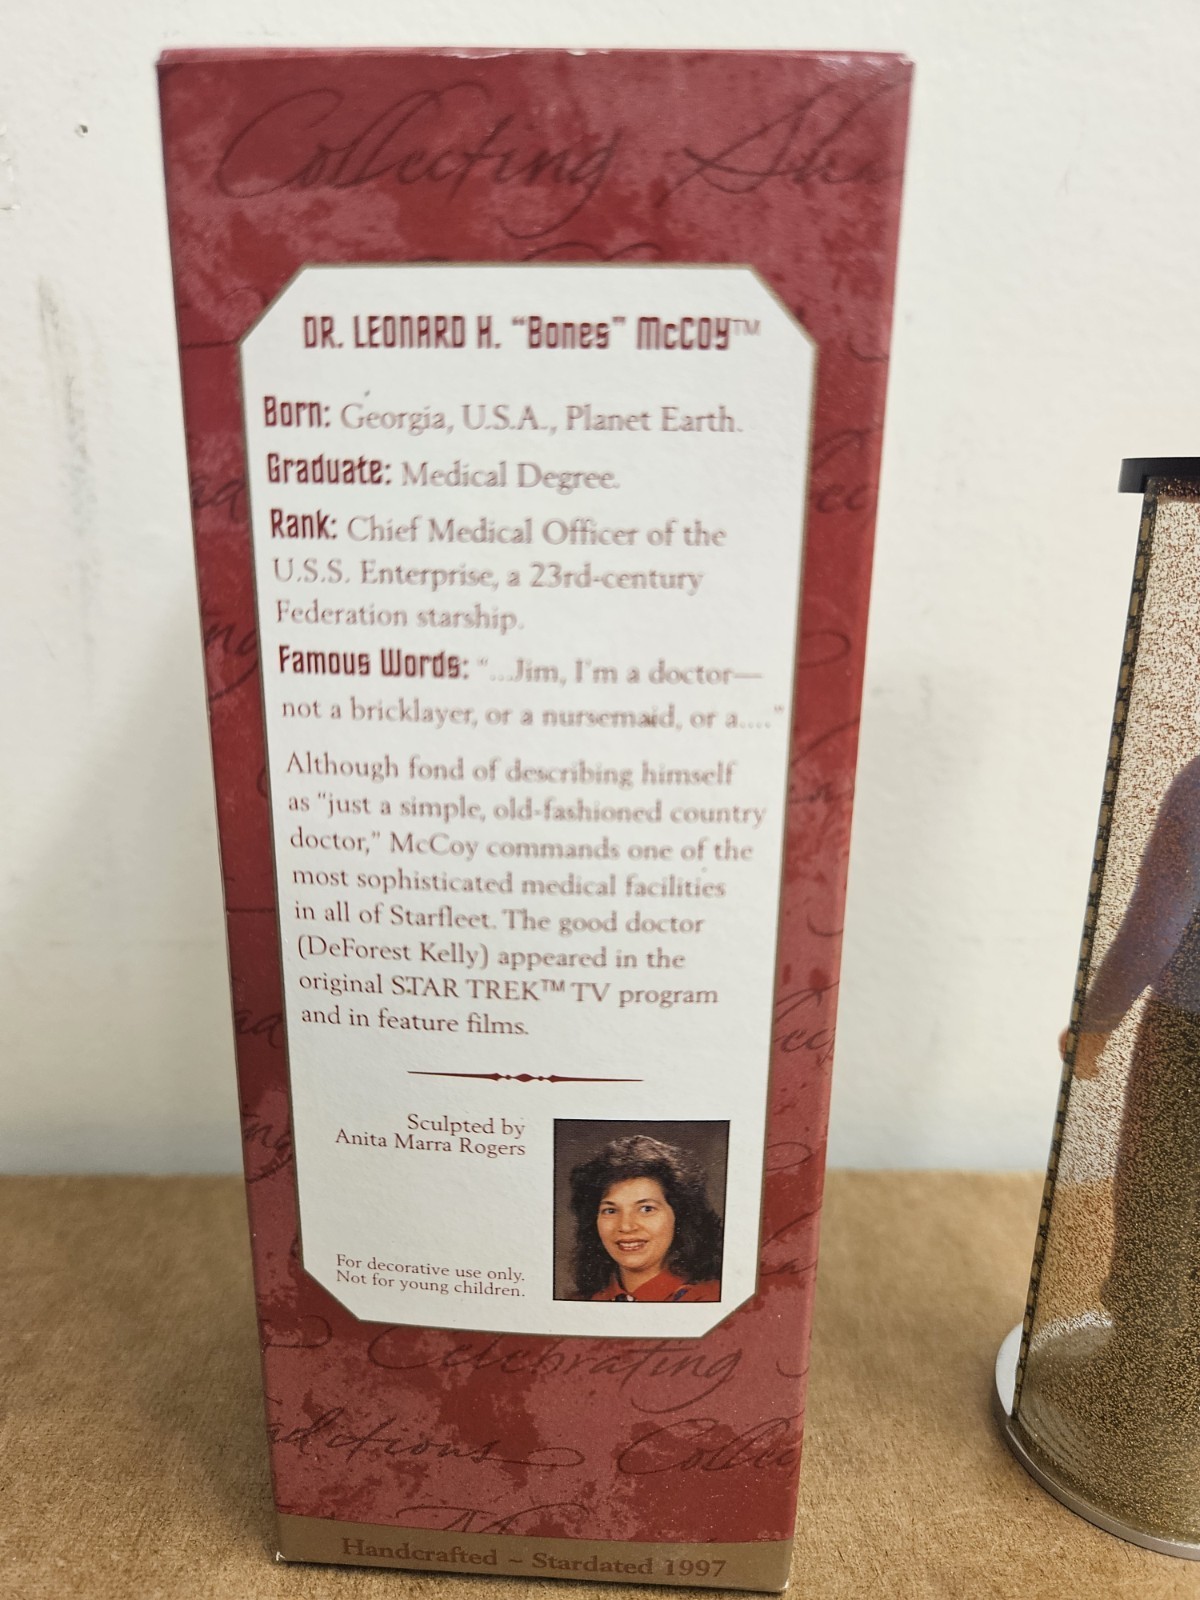 Collecting
DR. LEONARD H. "Bones" McCOY™
Born: Georgia, U.S.A., Planet Earth.
Graduate: Medical Degree.
Rank: Chief Medical Officer of the
U.S.S. Enterprise, a 23rd-century
Federation starship.
Famous Words: "...Jim, I'm a doctor—
not a bricklayer, or a nursemaid, or a...."
Although fond of describing himself
as "just a simple, old-fashioned country
doctor," McCoy commands one of the
most sophisticated medical facilities
in all of Starfleet. The good doctor
(DeForest Kelly) appeared in the
original STAR TREK™ TV program
and in feature films.
Sculpted by
Anita Marra Rogers
For decorative use only.
Not for young children.
Celebrating
Handcrafted ~ Stardated 1997